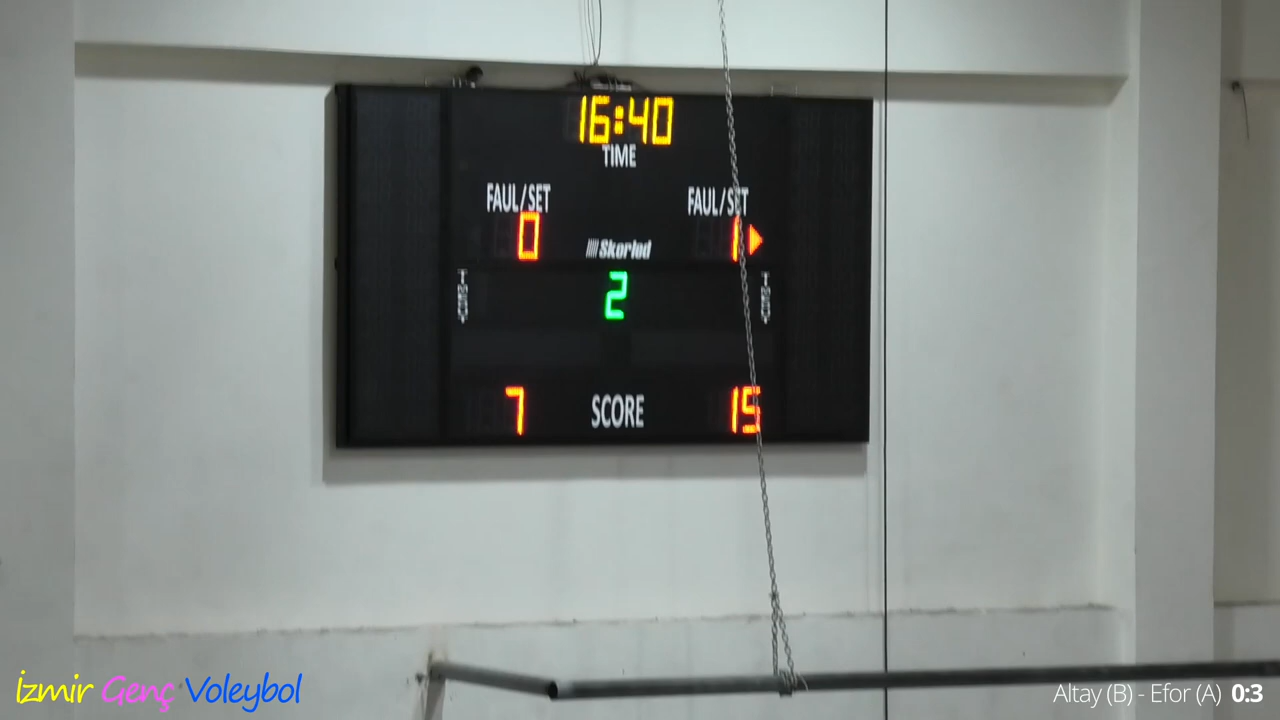 16:40
TIME
FAUL/SET FAUL/SET
0 1
Skorled
2
7 SCORE 15
İzmir Genç Voleybol
Altay (B) - Efor (A) 0:3